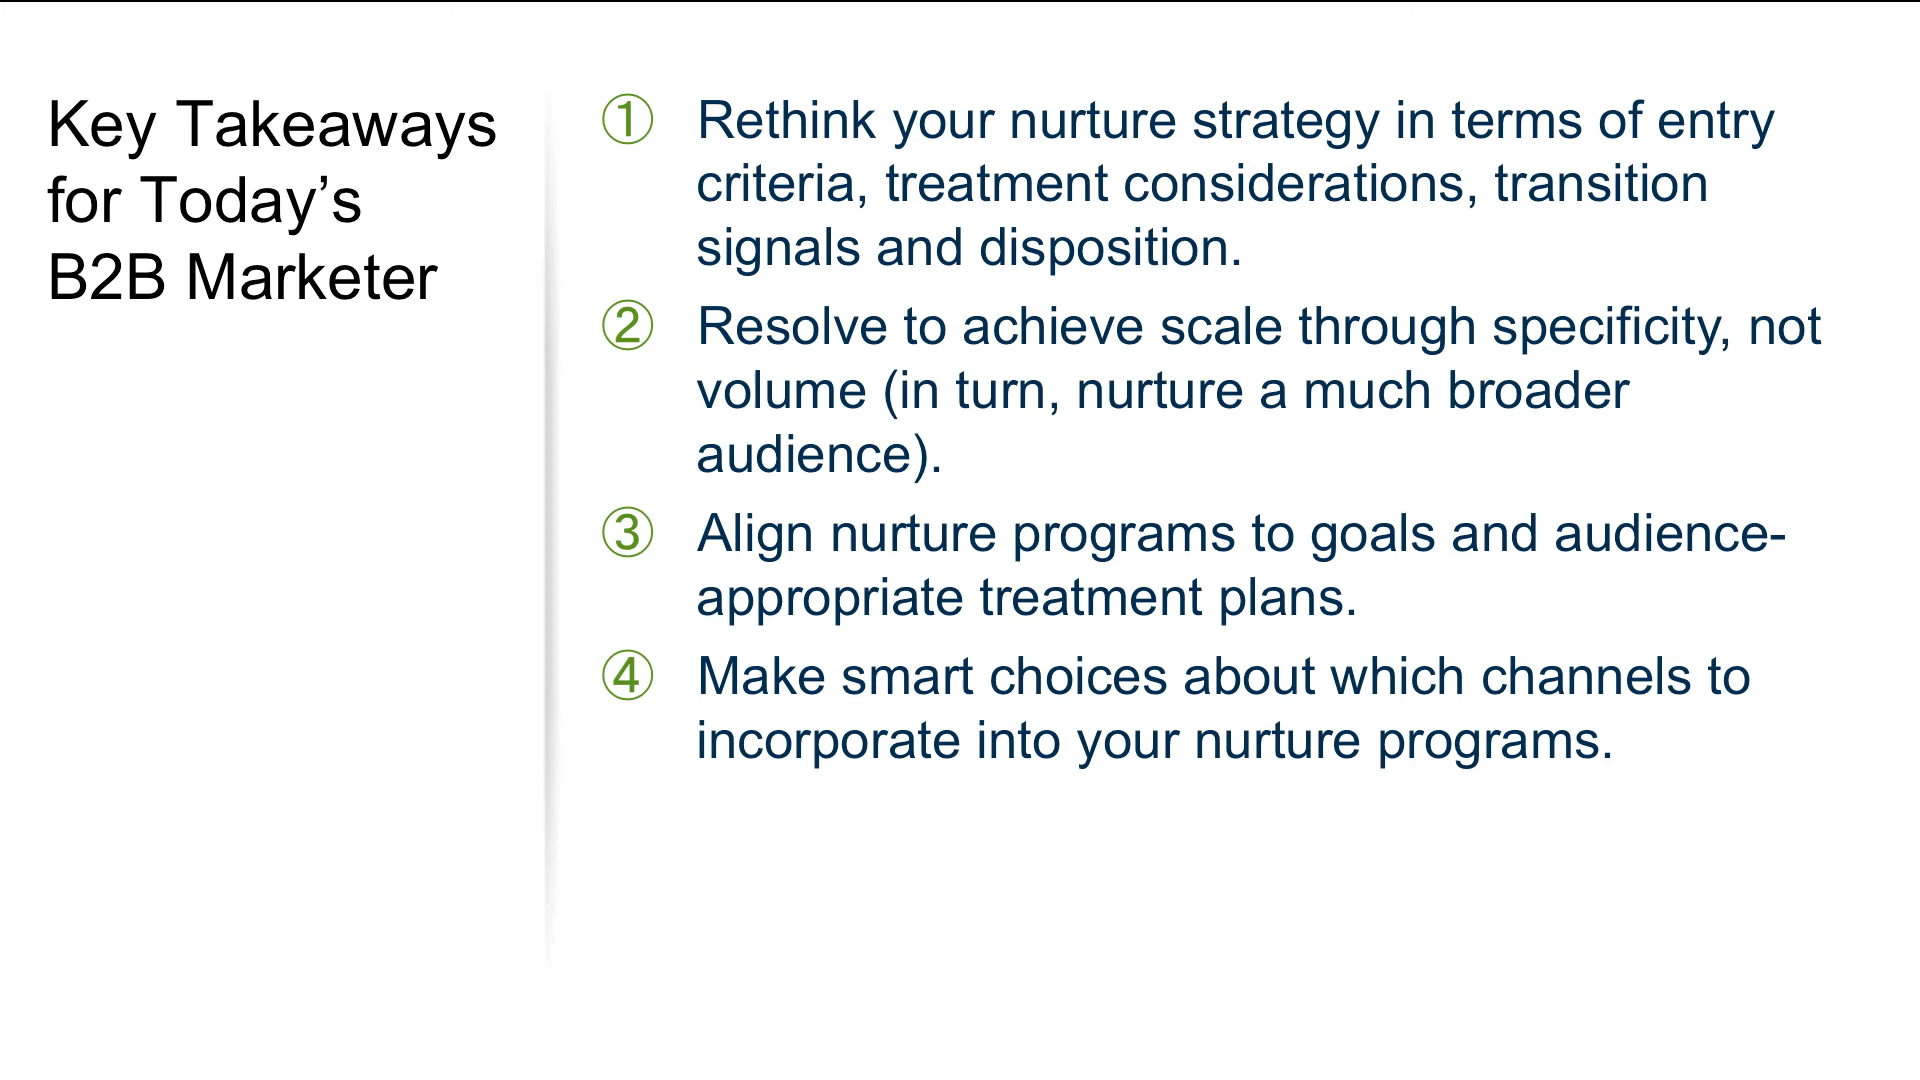 Key Takeaways
for Today’s
B2B Marketer
① Rethink your nurture strategy in terms of entry
criteria, treatment considerations, transition
signals and disposition.
② Resolve to achieve scale through specificity, not
volume (in turn, nurture a much broader
audience).
③ Align nurture programs to goals and audience-
appropriate treatment plans.
④ Make smart choices about which channels to
incorporate into your nurture programs.